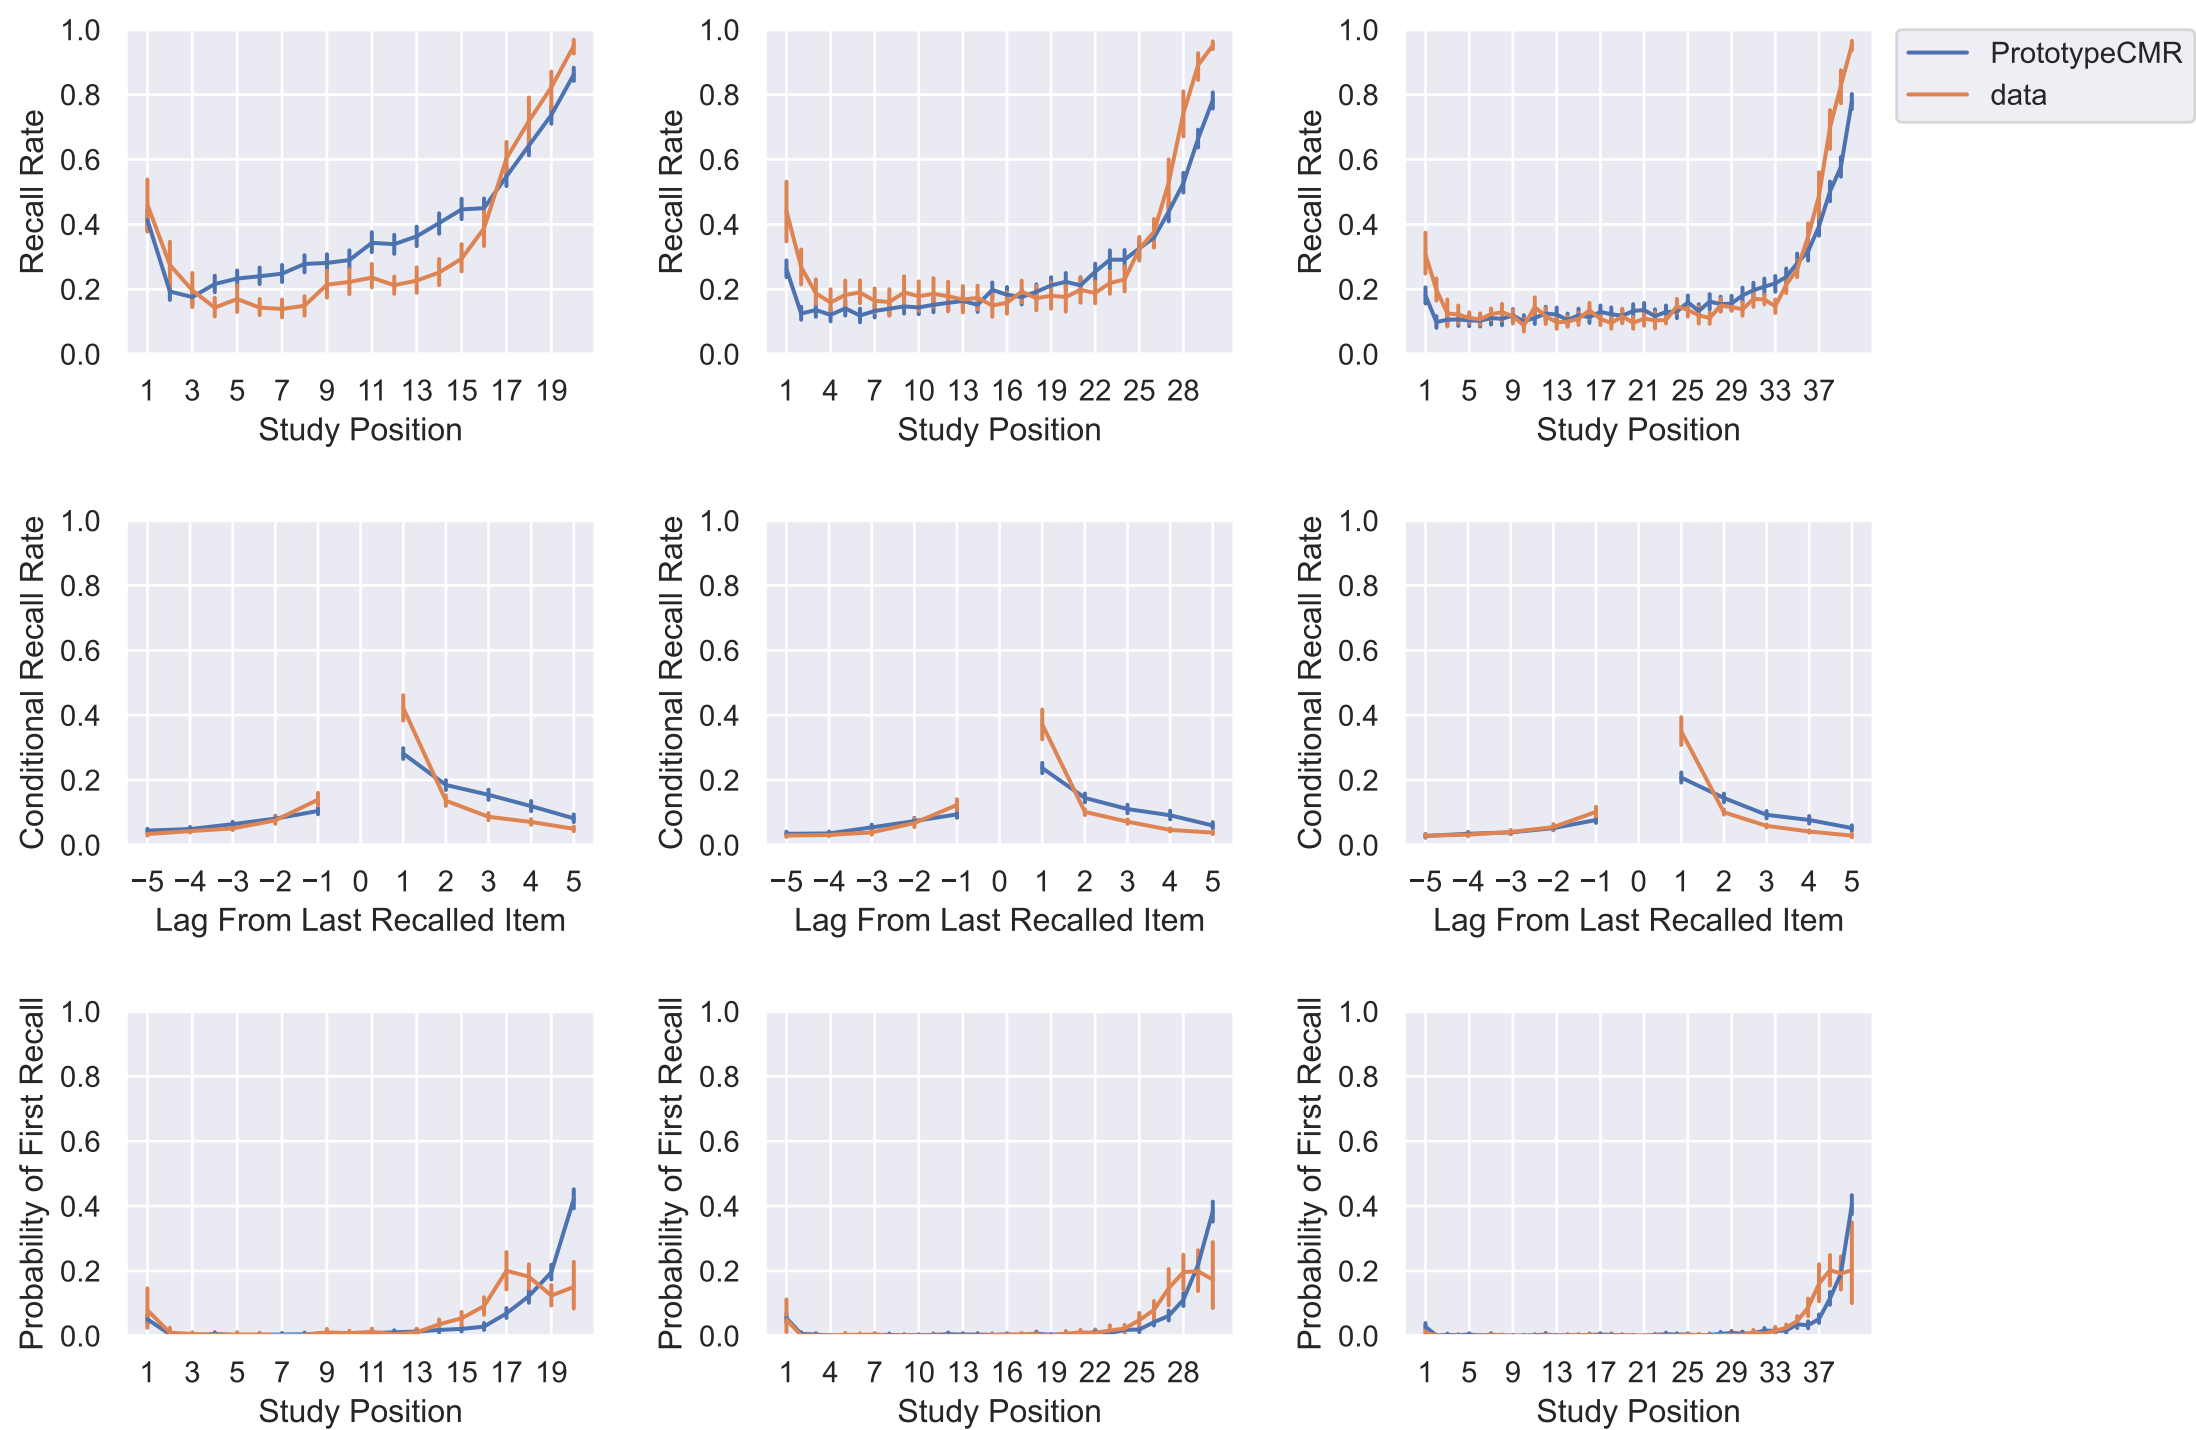 1.0
0.8
0.6
0.4
0.2
0.0
Recall Rate
1 3 5 7 9 11 13 15 17 19
Study Position
1.0
0.8
0.6
0.4
0.2
0.0
Recall Rate
1 4 7 10 13 16 19 22 25 28
Study Position
1.0
0.8
0.6
0.4
0.2
0.0
Recall Rate
1 5 9 13 17 21 25 29 33 37
Study Position
PrototypeCMR
data
1.0
0.8
0.6
0.4
0.2
0.0
Conditional Recall Rate
−5 −4 −3 −2 −1 0 1 2 3 4 5
Lag From Last Recalled Item
1.0
0.8
0.6
0.4
0.2
0.0
Conditional Recall Rate
−5 −4 −3 −2 −1 0 1 2 3 4 5
Lag From Last Recalled Item
1.0
0.8
0.6
0.4
0.2
0.0
Conditional Recall Rate
−5 −4 −3 −2 −1 0 1 2 3 4 5
Lag From Last Recalled Item
1.0
0.8
0.6
0.4
0.2
0.0
Probability of First Recall
1 3 5 7 9 11 13 15 17 19
Study Position
1.0
0.8
0.6
0.4
0.2
0.0
Probability of First Recall
1 4 7 10 13 16 19 22 25 28
Study Position
1.0
0.8
0.6
0.4
0.2
0.0
Probability of First Recall
1 5 9 13 17 21 25 29 33 37
Study Position